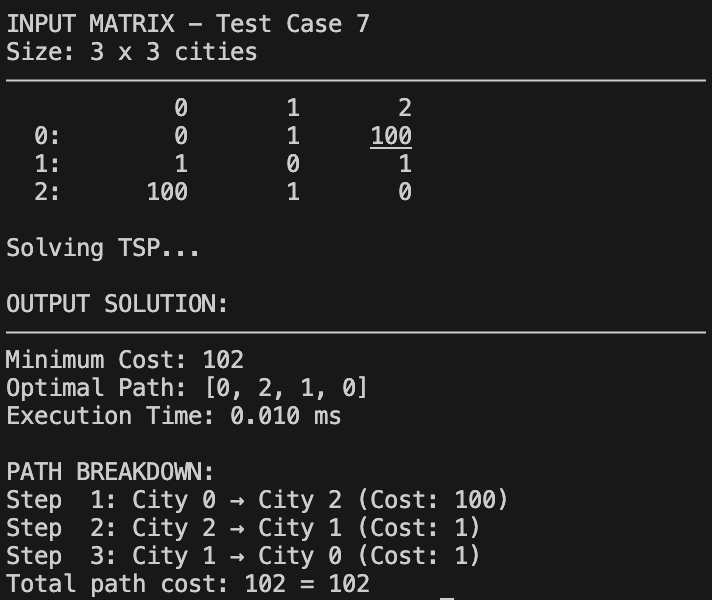 INPUT MATRIX – Test Case 7
Size: 3 x 3 cities
0 1 2
0: 0 1 100
1: 1 0 1
2: 100 1 0
Solving TSP...
OUTPUT SOLUTION:
Minimum Cost: 102
Optimal Path: [0, 2, 1, 0]
Execution Time: 0.010 ms
PATH BREAKDOWN:
Step 1: City 0 → City 2 (Cost: 100)
Step 2: City 2 → City 1 (Cost: 1)
Step 3: City 1 → City 0 (Cost: 1)
Total path cost: 102 = 102